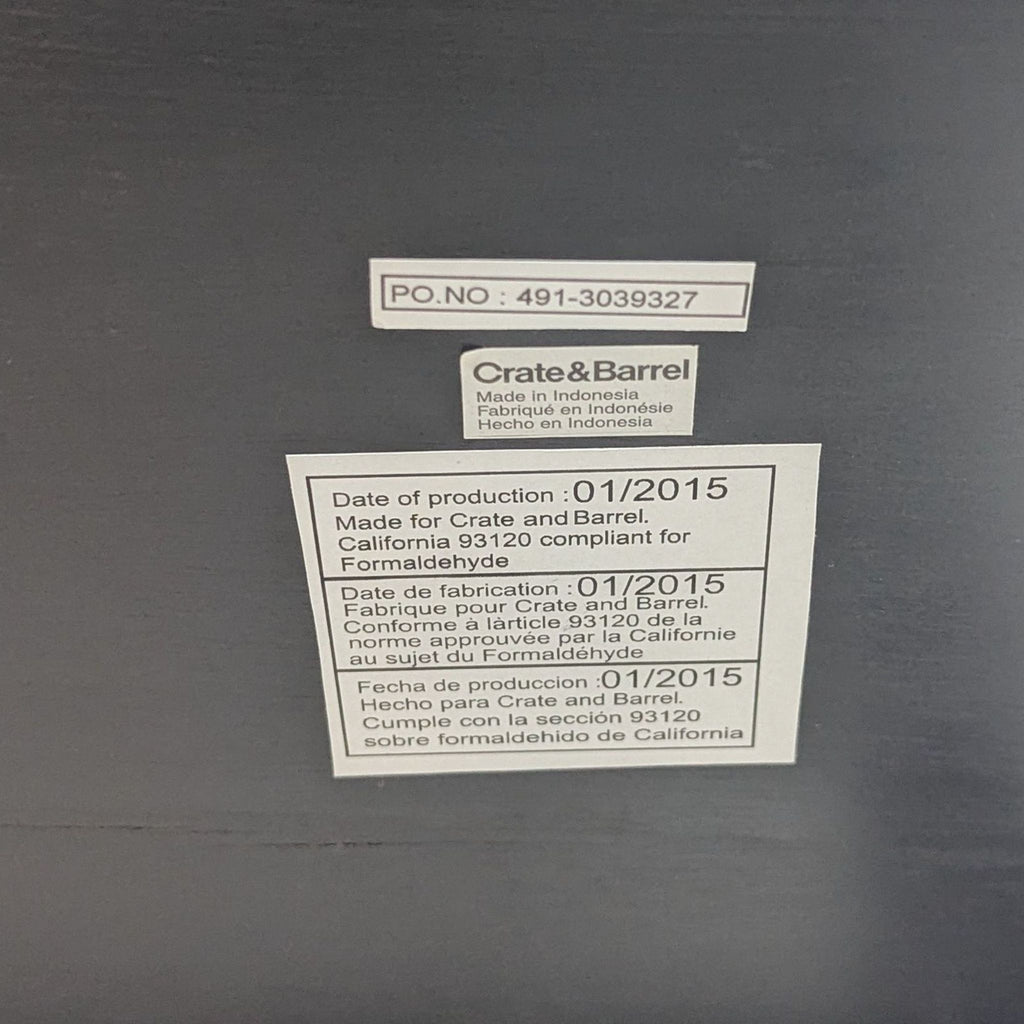 PO.NO : 491-3039327
Crate&Barrel
Made in Indonesia
Fabriqué en Indonésie
Hecho en Indonesia
Date of production :01/2015
Made for Crate and Barrel.
California 93120 compliant for
Formaldehyde
Date de fabrication :01/2015
Fabrique pour Crate and Barrel.
Conforme à làrticle 93120 de la
norme approuvée par la Californie
au sujet du Formaldéhyde
Fecha de produccion :01/2015
Hecho para Crate and Barrel.
Cumple con la sección 93120
sobre formaldehido de California